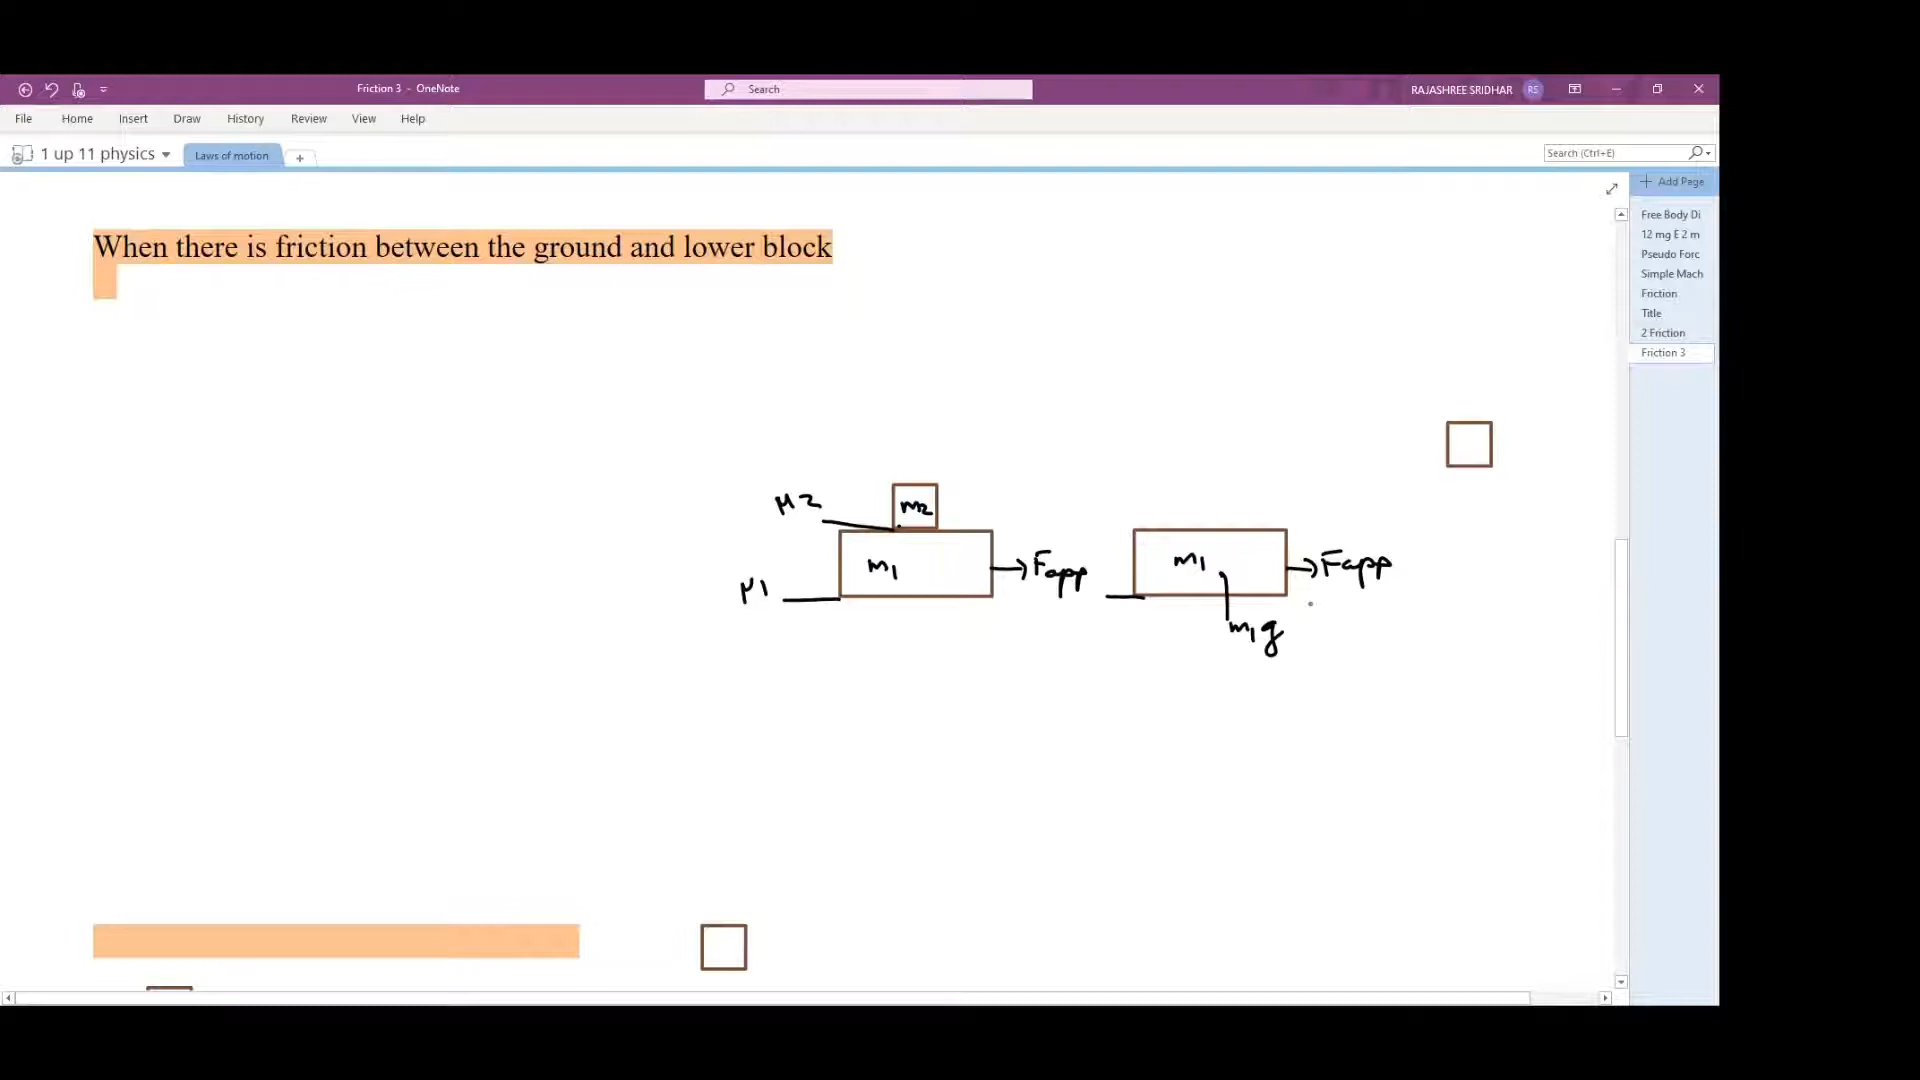 Friction 3 - OneNote
Search
RAJASHREE SRIDHAR
RS
File Home Insert Draw History Review View Help
1 up 11 physics
Laws of motion
+
Search (Ctrl+E)
Add Page
Free Body Di
12 mg E 2 m
Pseudo Forc
Simple Mach
Friction
Title
2 Friction
Friction 3
When there is friction between the ground and lower block
μ2
m2
m1
Fapp
μ1
m1
Fapp
m1g